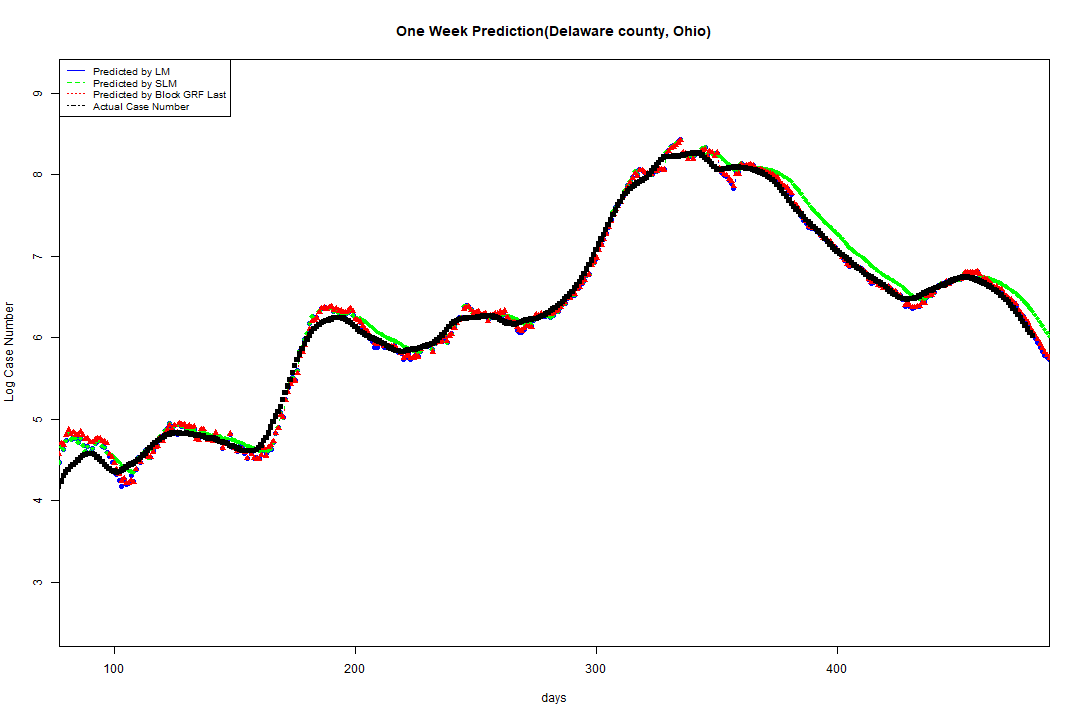 One Week Prediction(Delaware county, Ohio)
Predicted by LM
Predicted by SLM
Predicted by Block GRF Last
Actual Case Number
9
8
7
6
5
4
3
Log Case Number
100 200 300 400
days